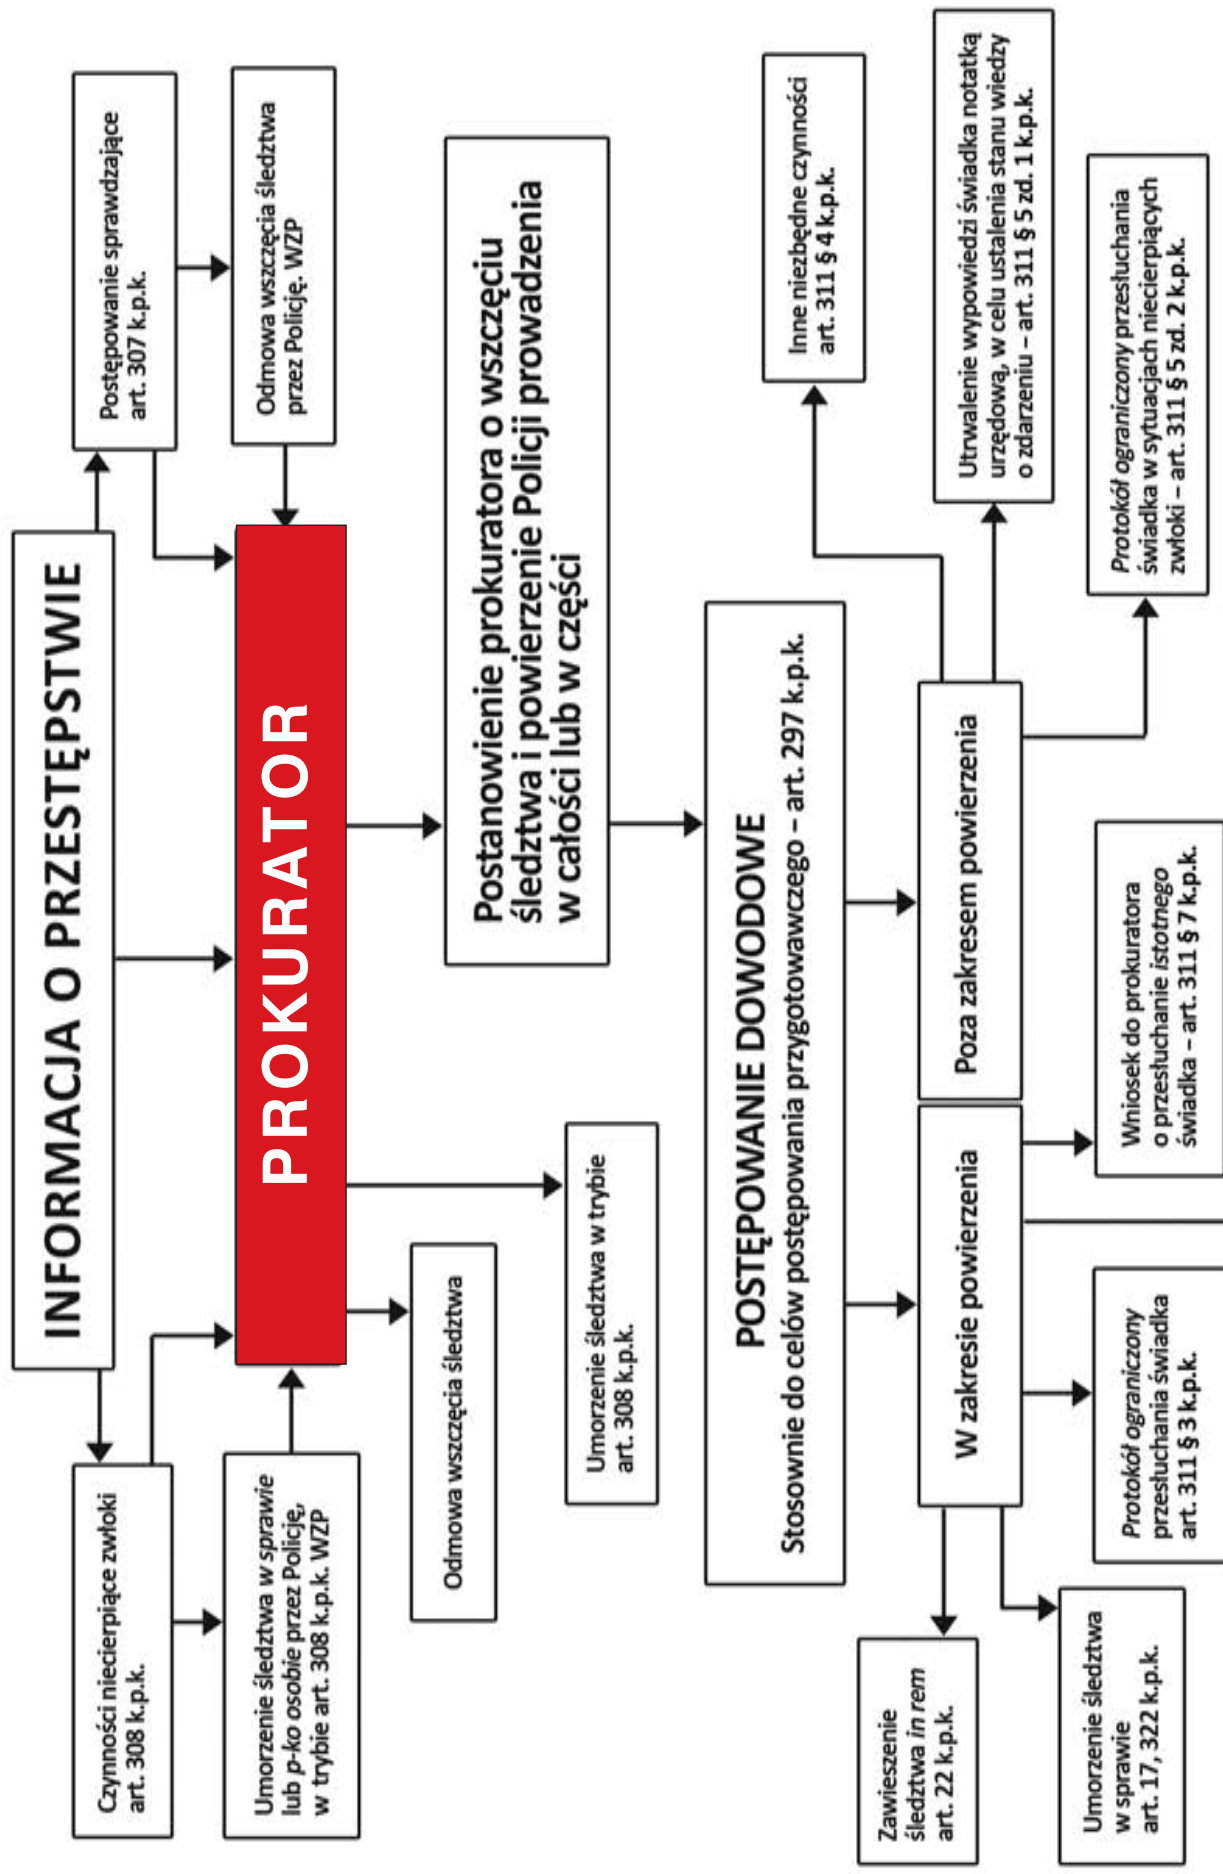 INFORMACJA O PRZESTĘPSTWIE
Czynności niecierpiące zwłoki
art. 308 k.p.k.
Postępowanie sprawdzające
art. 307 k.p.k.
Umorzenie śledztwa w sprawie
lub p-ko osobie przez Policję,
w trybie art. 308 k.p.k. WZP
PROKURATOR
Odmowa wszczęcia śledztwa
przez Policję. WZP
Odmowa wszczęcia śledztwa
Umorzenie śledztwa w trybie
art. 308 k.p.k.
Postanowienie prokuratora o wszczęciu
śledztwa i powierzenie Policji prowadzenia
w całości lub w części
POSTĘPOWANIE DOWODOWE
Stosownie do celów postępowania przygotowawczego – art. 297 k.p.k.
Zawieszenie
śledztwa in rem
art. 22 k.p.k.
W zakresie powierzenia
Poza zakresem powierzenia
Inne niezbędne czynności
art. 311 § 4 k.p.k.
Utrwalenie wypowiedzi świadka notatką
urzędową, w celu ustalenia stanu wiedzy
o zdarzeniu – art. 311 § 5 zd. 1 k.p.k.
Umorzenie śledztwa
w sprawie
art. 17, 322 k.p.k.
Protokół ograniczony
przesłuchania świadka
art. 311 § 3 k.p.k.
Wniosek do prokuratora
o przesłuchanie istotnego
świadka – art. 311 § 7 k.p.k.
Protokół ograniczony przesłuchania
świadka w sytuacjach niecierpiących
zwłoki – art. 311 § 5 zd. 2 k.p.k.